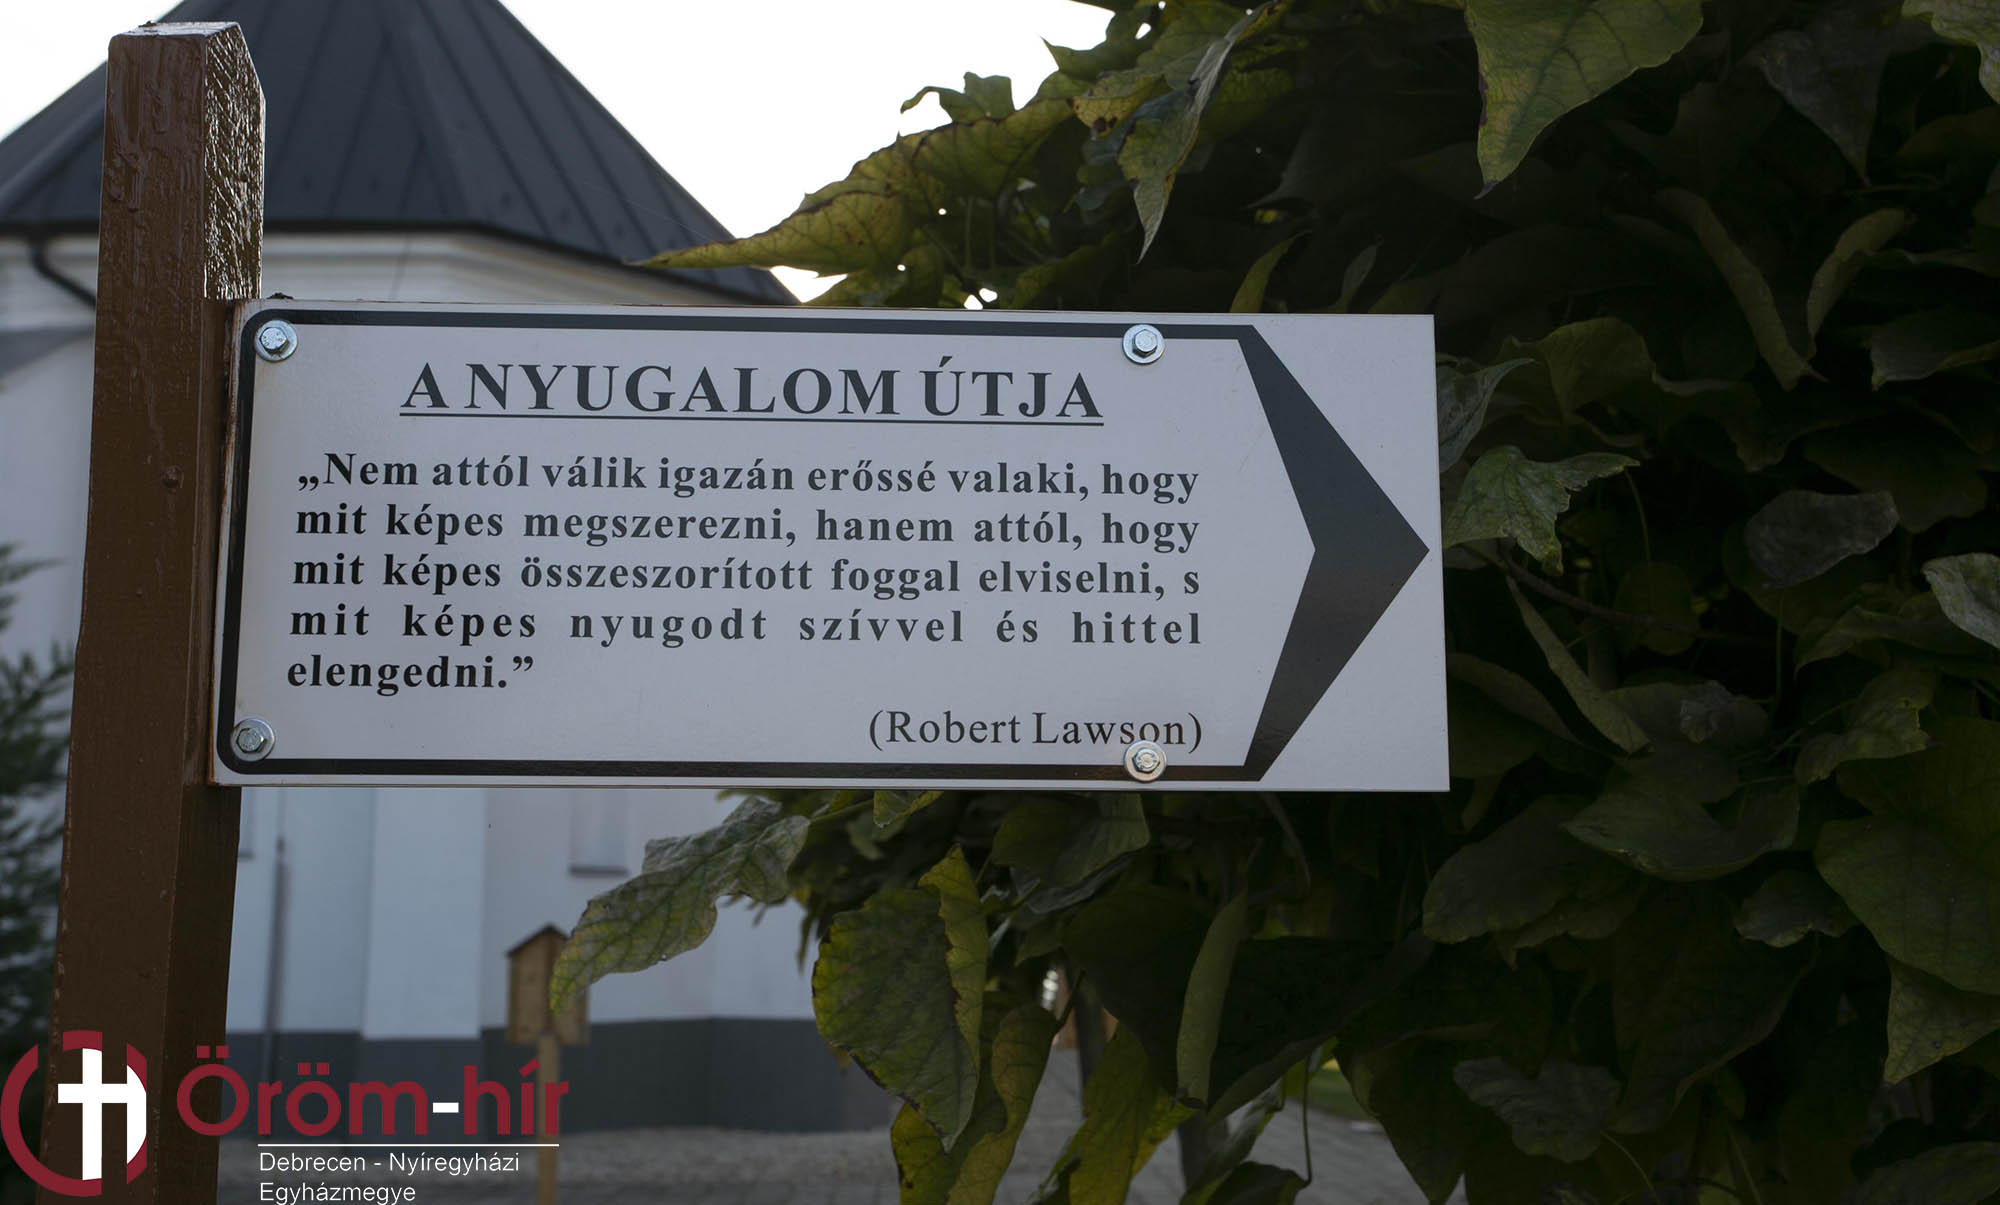 A NYUGALOM ÚTJA
„Nem attól válik igazán erőssé valaki, hogy
mit képes megszerezni, hanem attól, hogy
mit képes összeszorított foggal elviselni, s
mit képes nyugodt szívvel és hittel
elengedni.”
(Robert Lawson)
Öröm-hír
Debrecen - Nyíregyházi
Egyházmegye